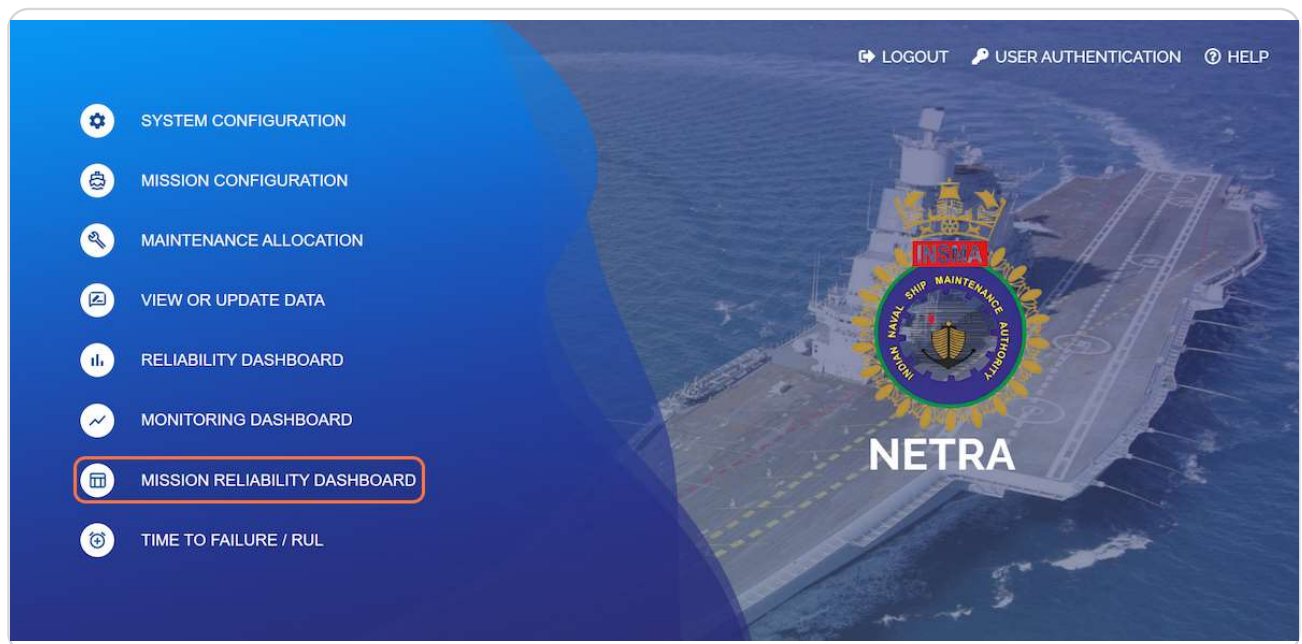 LOGOUT USER AUTHENTICATION HELP
SYSTEM CONFIGURATION
MISSION CONFIGURATION
MAINTENANCE ALLOCATION
VIEW OR UPDATE DATA
RELIABILITY DASHBOARD
MONITORING DASHBOARD
MISSION RELIABILITY DASHBOARD
TIME TO FAILURE / RUL
INSMA
INDIAN NAVAL SHIP MAINTENANCE AUTHORITY
NETRA